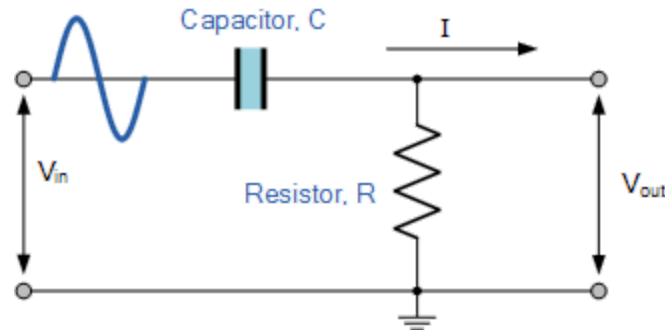 Capacitor, C
I
Vin
Resistor, R
Vout